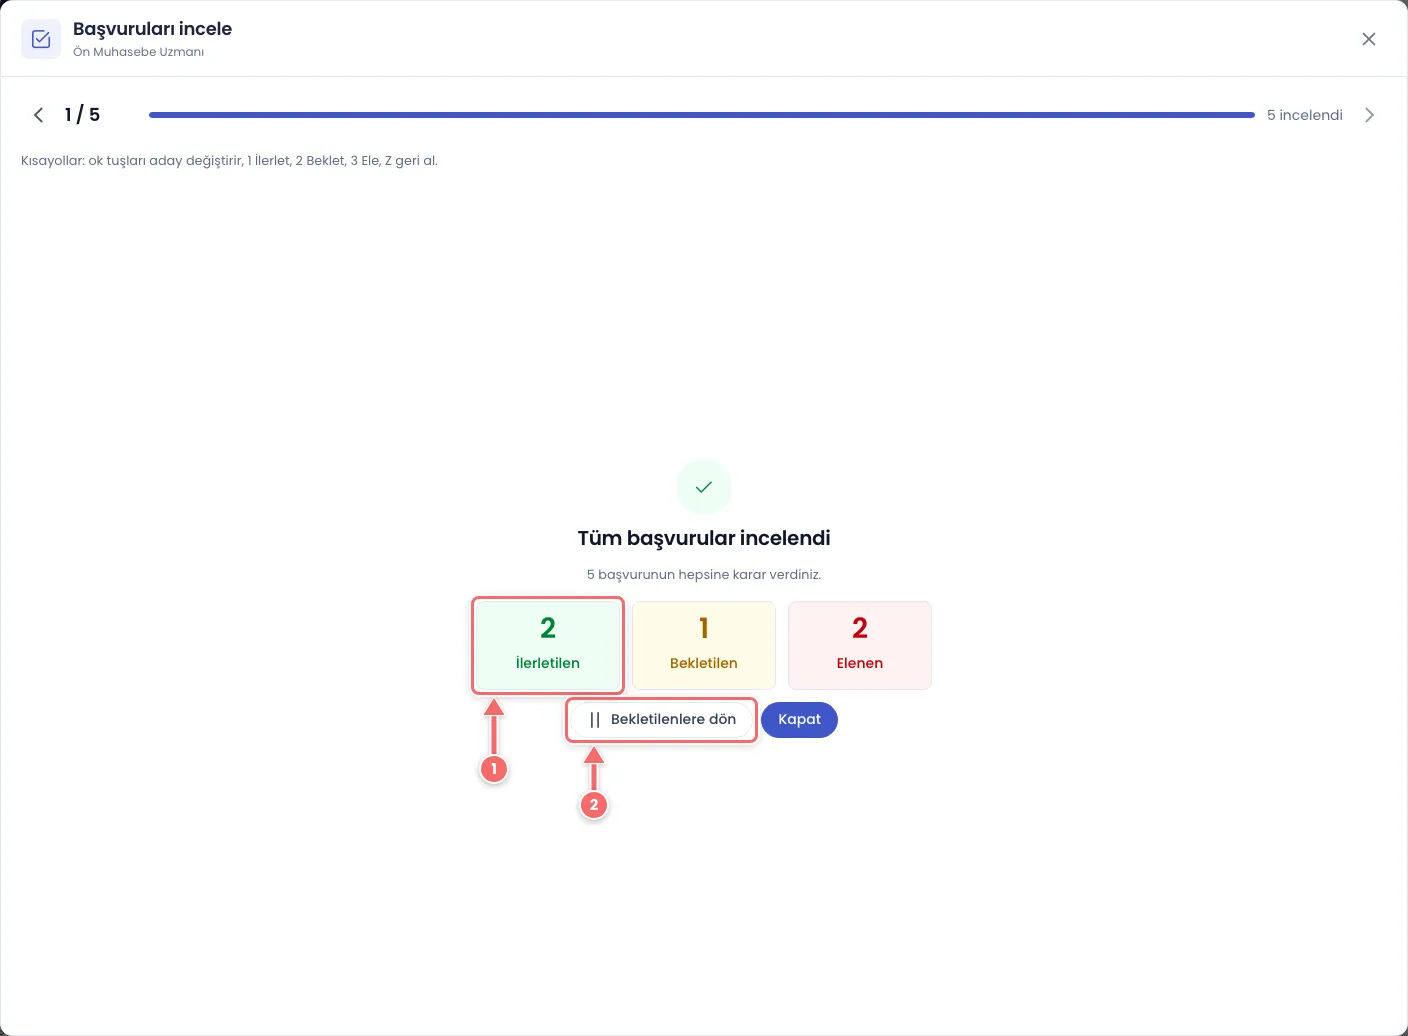 Başvuruları incele
Ön Muhasebe Uzmanı
1 / 5
5 incelendi
Kısayollar: ok tuşları aday değiştirir, 1 İlerlet, 2 Beklet, 3 Ele, Z geri al.
Tüm başvurular incelendi
5 başvurunun hepsine karar verdiniz.
2
İlerletilen
1
Bekletilen
2
Elenen
Bekletilenlere dön
Kapat
1
2